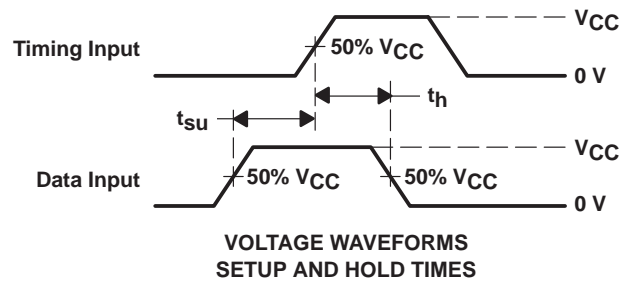 VCC
Timing Input
50% VCC
0 V
th
tsu
VCC
Data Input
50% VCC
50% VCC
0 V
VOLTAGE WAVEFORMS
SETUP AND HOLD TIMES